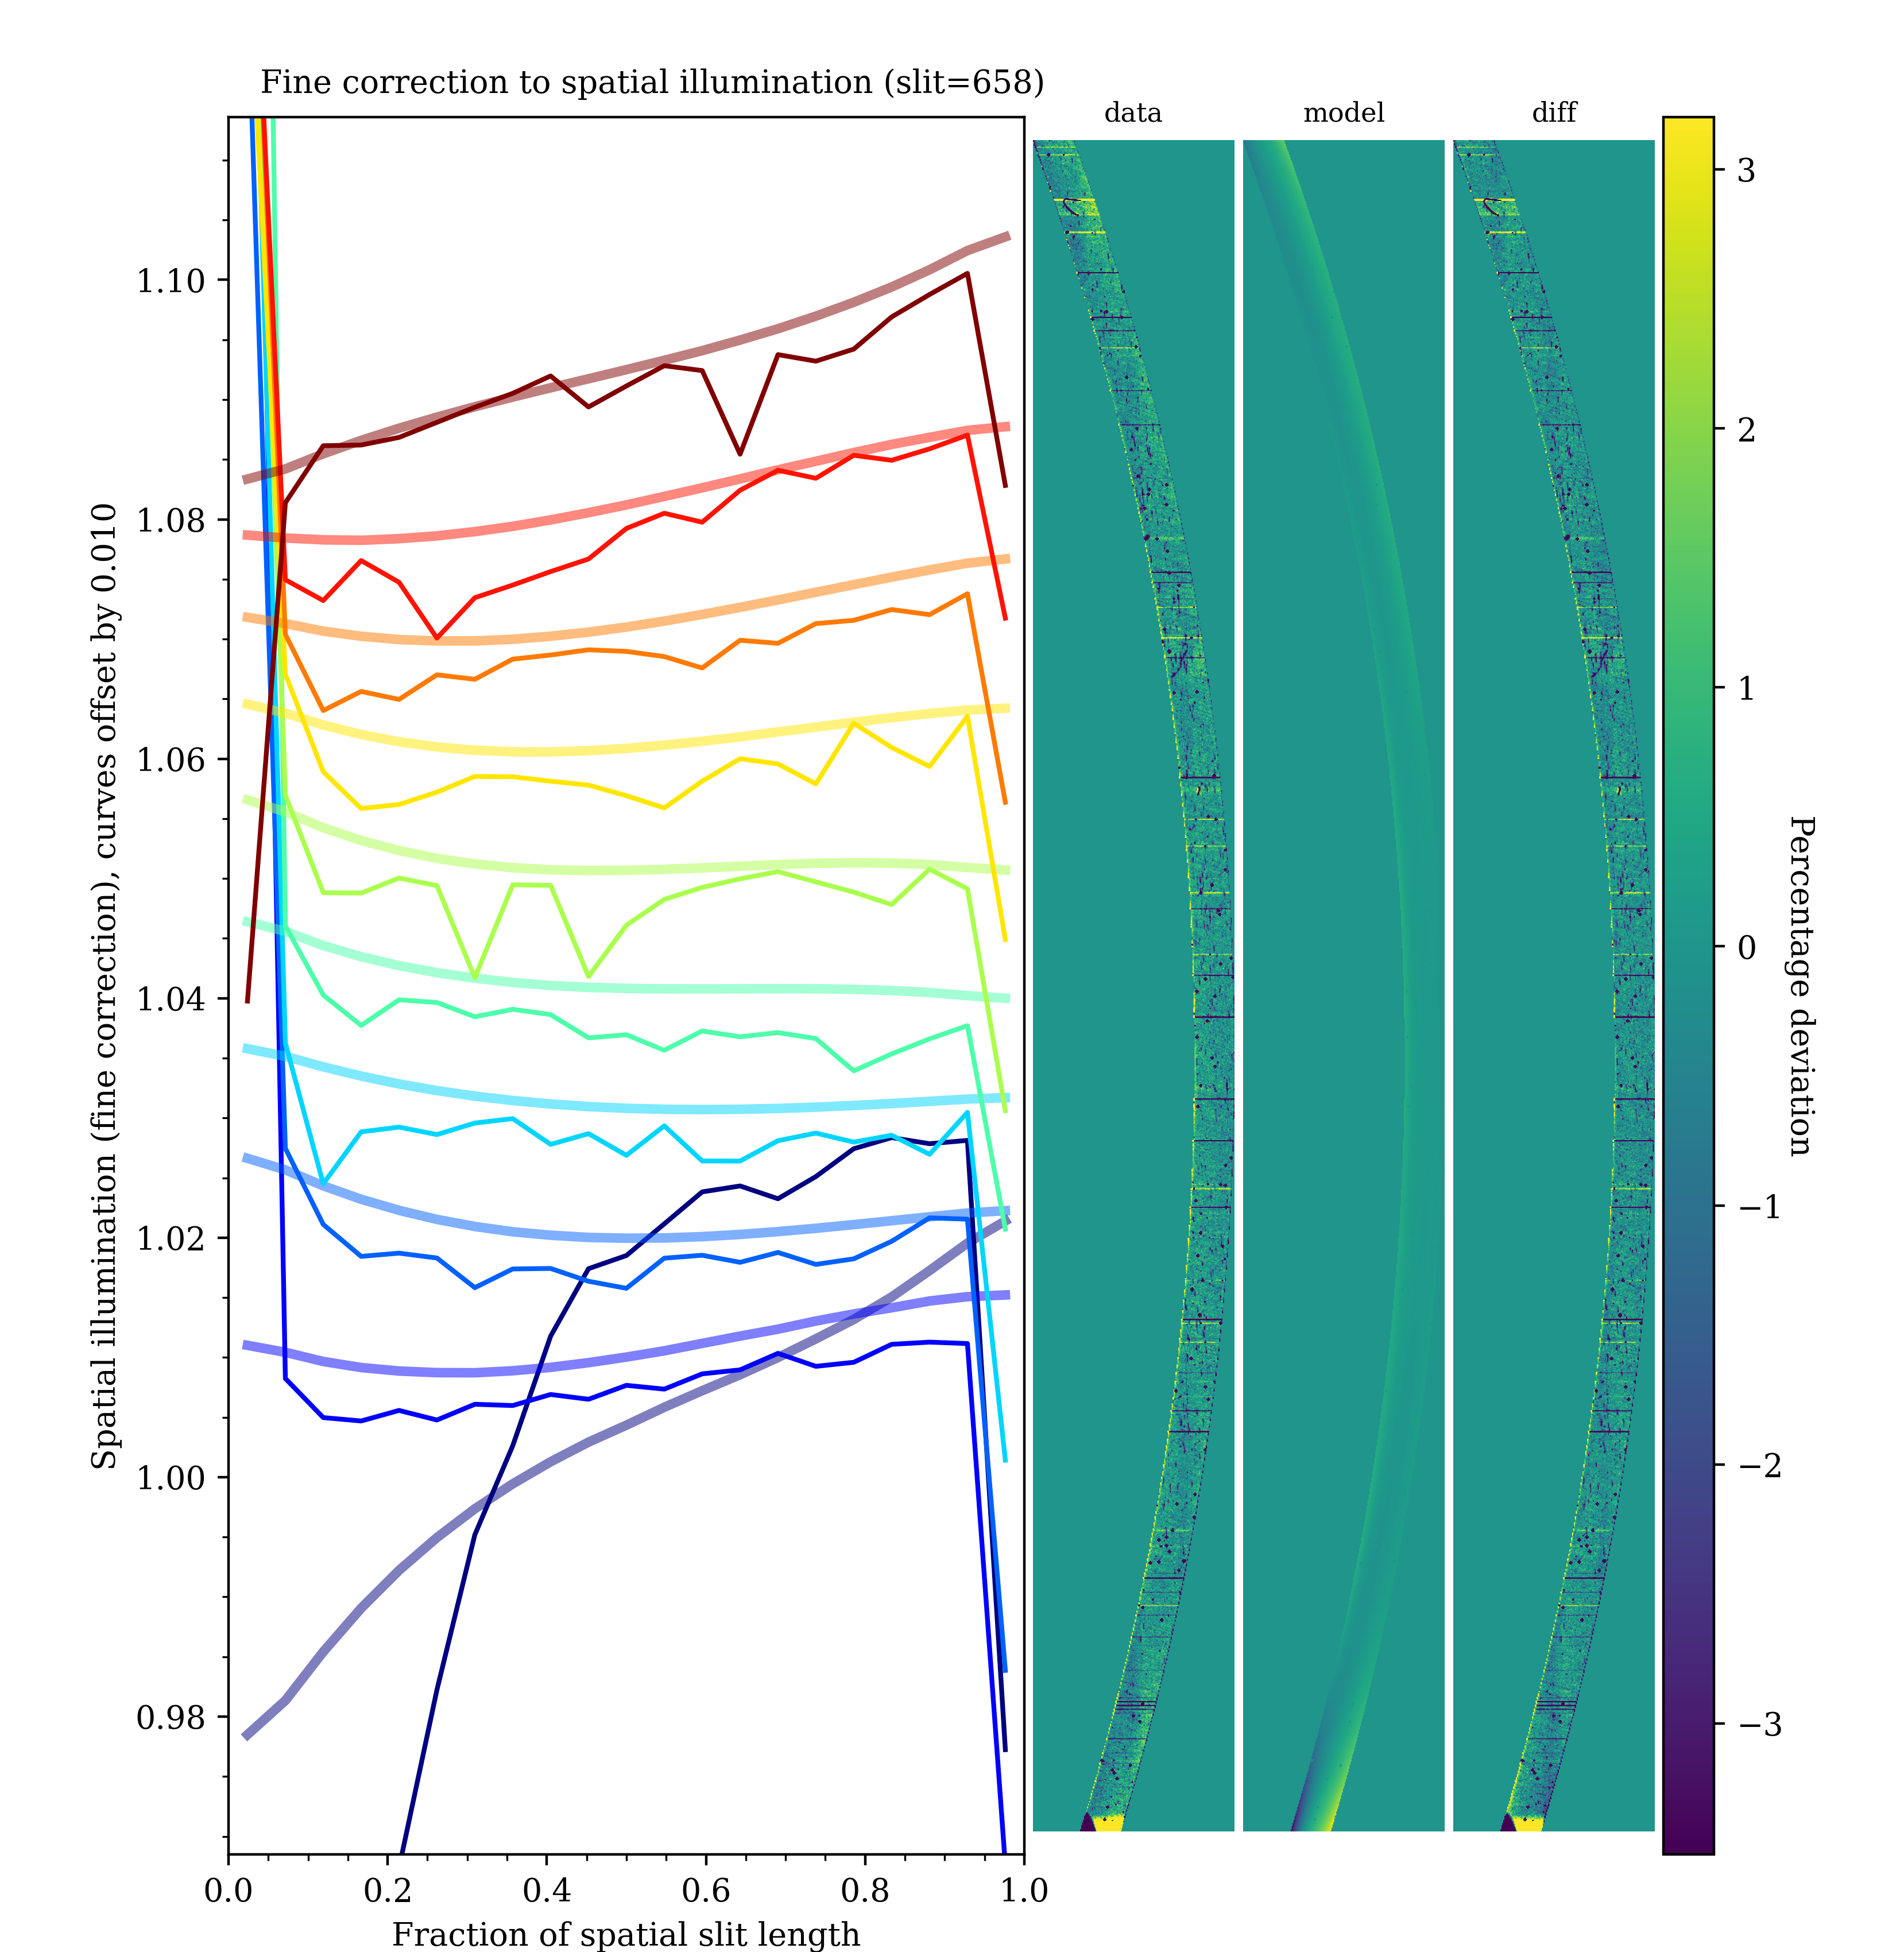 Fine correction to spatial illumination (slit=658)
data
model
diff
Spatial illumination (fine correction), curves offset by 0.010
1.10
1.08
1.06
1.04
1.02
1.00
0.98
0.0 0.2 0.4 0.6 0.8 1.0
Fraction of spatial slit length
3
2
1
0
−1
−2
−3
Percentage deviation